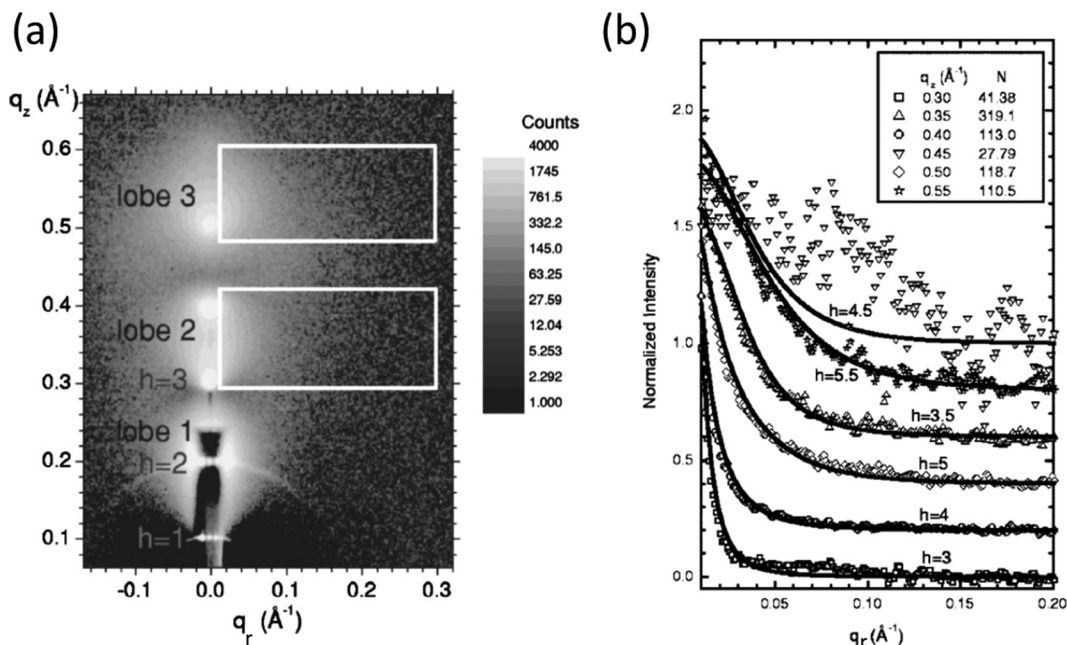 (a)
q_z (Å⁻¹)
0.6
0.5
0.4
0.3
0.2
0.1
lobe 3
lobe 2
h=3
lobe 1
h=2
h=1
-0.1 0.0 0.1 0.2 0.3
q_r (Å⁻¹)
Counts
4000
1745
761.5
332.2
145.0
63.25
27.59
12.04
5.253
2.292
1.000
(b)
Normalized Intensity
2.0
1.5
1.0
0.5
0.0
q_z (Å⁻¹) N
0.30 41.38
0.35 319.1
0.40 113.0
0.45 27.79
0.50 118.7
0.55 110.5
h=4.5
h=5.5
h=3.5
h=5
h=4
h=3
0.05 0.10 0.15 0.20
q_r (Å⁻¹)